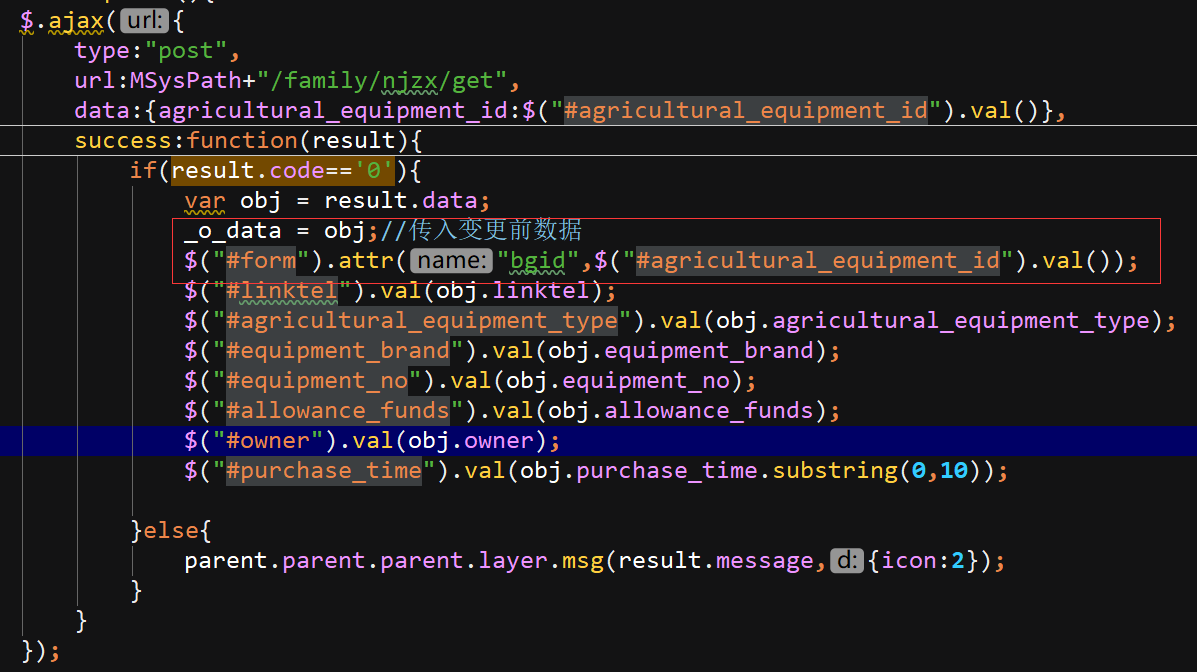 $.ajax(url:{
type:"post",
url:MSysPath+"/family/njzx/get",
data:{agricultural_equipment_id:$("#agricultural_equipment_id").val()},
success:function(result){
if(result.code=='0'){
var obj = result.data;
_o_data = obj;//传入变更前数据
$("#form").attr(name:"bgid",$("#agricultural_equipment_id").val());
$("#linktel").val(obj.linktel);
$("#agricultural_equipment_type").val(obj.agricultural_equipment_type);
$("#equipment_brand").val(obj.equipment_brand);
$("#equipment_no").val(obj.equipment_no);
$("#allowance_funds").val(obj.allowance_funds);
$("#owner").val(obj.owner);
$("#purchase_time").val(obj.purchase_time.substring(0,10));
}else{
parent.parent.parent.layer.msg(result.message,d:{icon:2});
}
}
});